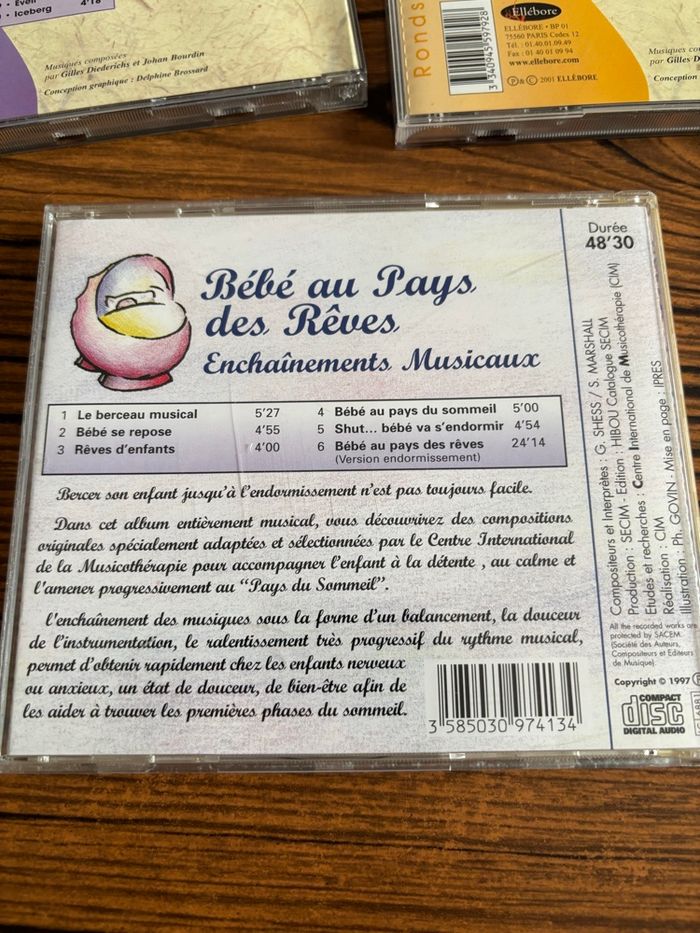 Éveil
Iceberg 4'18
Musiques composées
par Gilles Diederichs et Johan Bourdin
Conception graphique : Delphine Brossard
Ronds
3 340945 597928
Ellébore
ELLÉBORE • BP 01
75560 PARIS Cedex 12
Tél. : 01.40.01.09.49
Fax : 01 40 01 09 94
www.ellebore.com
℗& © 2001 ELLÉBORE
Musiques co
par Gilles D
Conception
Bébé au Pays
des Rêves
Enchaînements Musicaux
Durée
48'30
1 Le berceau musical 5'27
2 Bébé se repose 4'55
3 Rêves d'enfants 4'00
4 Bébé au pays du sommeil 5'00
5 Shut... bébé va s'endormir 4'54
6 Bébé au pays des rêves 24'14
(Version endormissement)
Bercer son enfant jusqu'à l'endormissement n'est pas toujours facile.
Dans cet album entièrement musical, vous découvrirez des compositions
originales spécialement adaptées et sélectionnées par le Centre International
de la Musicothérapie pour accompagner l'enfant à la détente , au calme et
l'amener progressivement au "Pays du Sommeil".
L'enchaînement des musiques sous la forme d'un balancement, la douceur
de l'instrumentation, le ralentissement très progressif du rythme musical,
permet d'obtenir rapidement chez les enfants nerveux
ou anxieux, un état de douceur, de bien-être afin de
les aider à trouver les premières phases du sommeil.
3 585030 974134
Compositeurs et Interprètes : G. SHESS / S. MARSHALL
Production : SECIM - Edition : HIBOU Catalogue SECIM
Etudes et recherches : Centre International de Musicothérapie (CIM)
Réalisation : CIM
Illustration : Ph. GOVIN - Mise en page : IPRES
All the recorded works are
protected by SACEM.
(Société des Auteurs,
Compositeurs et Editeurs
de Musique).
Copyright © 1997
COMPACT
disc
DIGITAL AUDIO